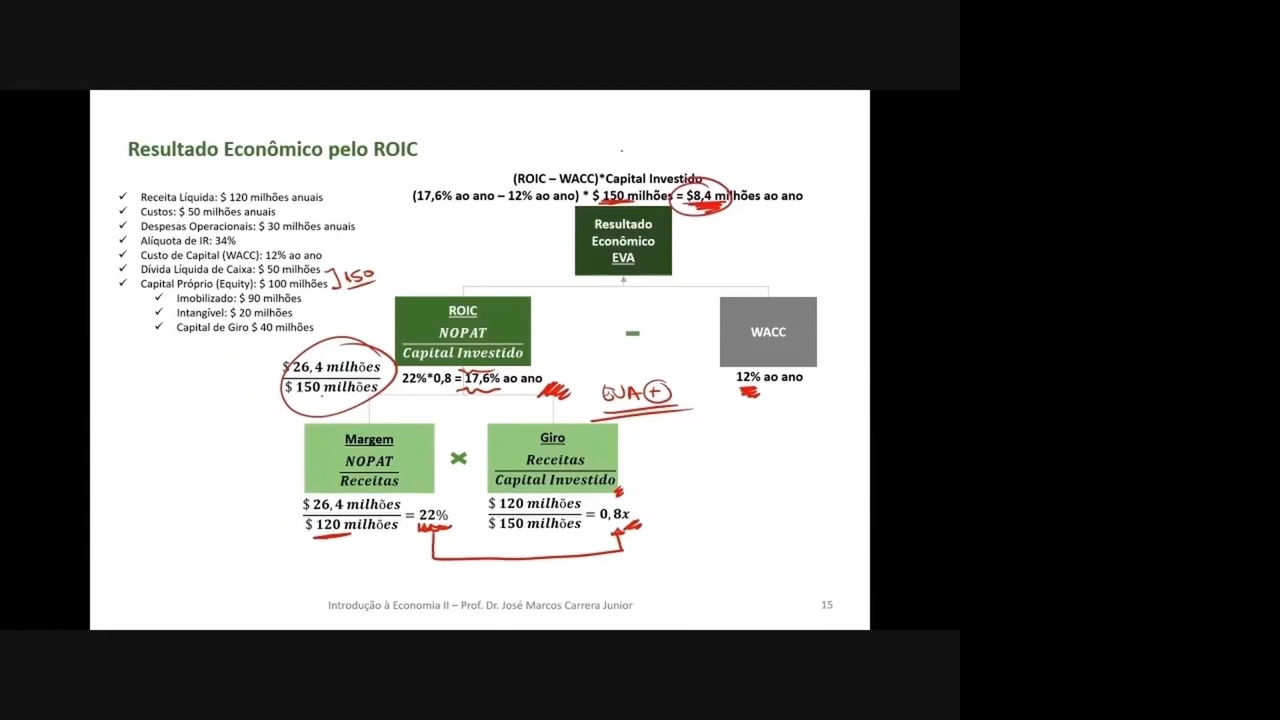 Resultado Econômico pelo ROIC
(ROIC – WACC)*Capital Investido
(17,6% ao ano – 12% ao ano) * $ 150 milhões = $8,4 milhões ao ano
✓ Receita Líquida: $ 120 milhões anuais
✓ Custos: $ 50 milhões anuais
✓ Despesas Operacionais: $ 30 milhões anuais
✓ Alíquota de IR: 34%
✓ Custo de Capital (WACC): 12% ao ano
✓ Dívida Líquida de Caixa: $ 50 milhões
✓ Capital Próprio (Equity): $ 100 milhões
150
✓ Imobilizado: $ 90 milhões
✓ Intangível: $ 20 milhões
✓ Capital de Giro $ 40 milhões
Resultado
Econômico
EVA
ROIC
NOPAT
Capital Investido
–
WACC
$ 26,4 milhões
$ 150 milhões
22%*0,8 = 17,6% ao ano
12% ao ano
EVA +
Margem
NOPAT
Receitas
×
Giro
Receitas
Capital Investido
$ 26,4 milhões
$ 120 milhões
= 22%
$ 120 milhões
$ 150 milhões
= 0,8x
Introdução à Economia II – Prof. Dr. José Marcos Carrera Junior
15